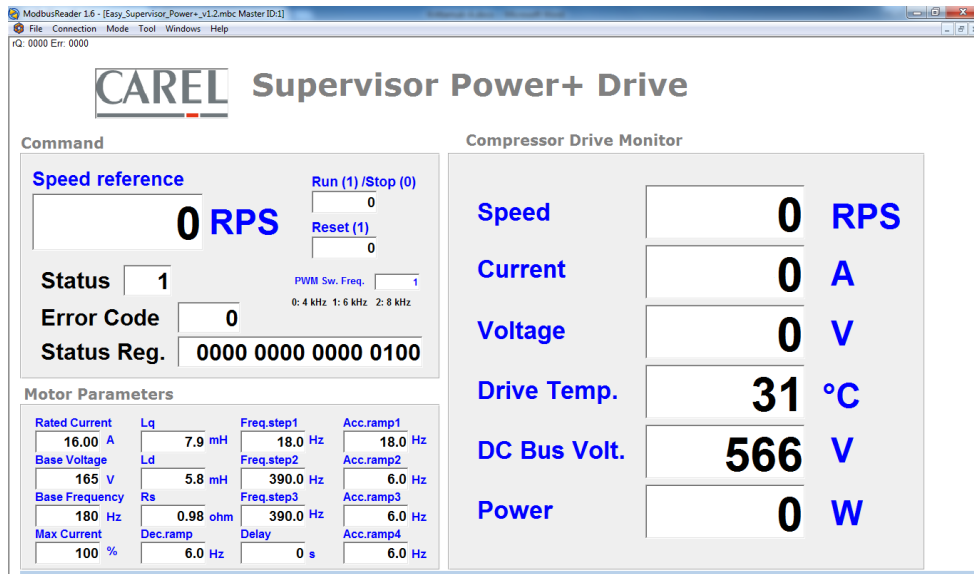 ModbusReader 1.6 - [Easy_Supervisor_Power+_v1.2.mbc Master ID:1]
File Connection Mode Tool Windows Help
rQ: 0000 Err: 0000
CAREL Supervisor Power+ Drive
Command
Speed reference
0 RPS
Run (1) /Stop (0)
0
Reset (1)
0
Status 1
PWM Sw. Freq. 1
0: 4 kHz 1: 6 kHz 2: 8 kHz
Error Code 0
Status Reg. 0000 0000 0000 0100
Motor Parameters
Rated Current Lq Freq.step1 Acc.ramp1
16.00 A 7.9 mH 18.0 Hz 18.0 Hz
Base Voltage Ld Freq.step2 Acc.ramp2
165 V 5.8 mH 390.0 Hz 6.0 Hz
Base Frequency Rs Freq.step3 Acc.ramp3
180 Hz 0.98 ohm 390.0 Hz 6.0 Hz
Max Current Dec.ramp Delay Acc.ramp4
100 % 6.0 Hz 0 s 6.0 Hz
Compressor Drive Monitor
Speed 0 RPS
Current 0 A
Voltage 0 V
Drive Temp. 31 °C
DC Bus Volt. 566 V
Power 0 W